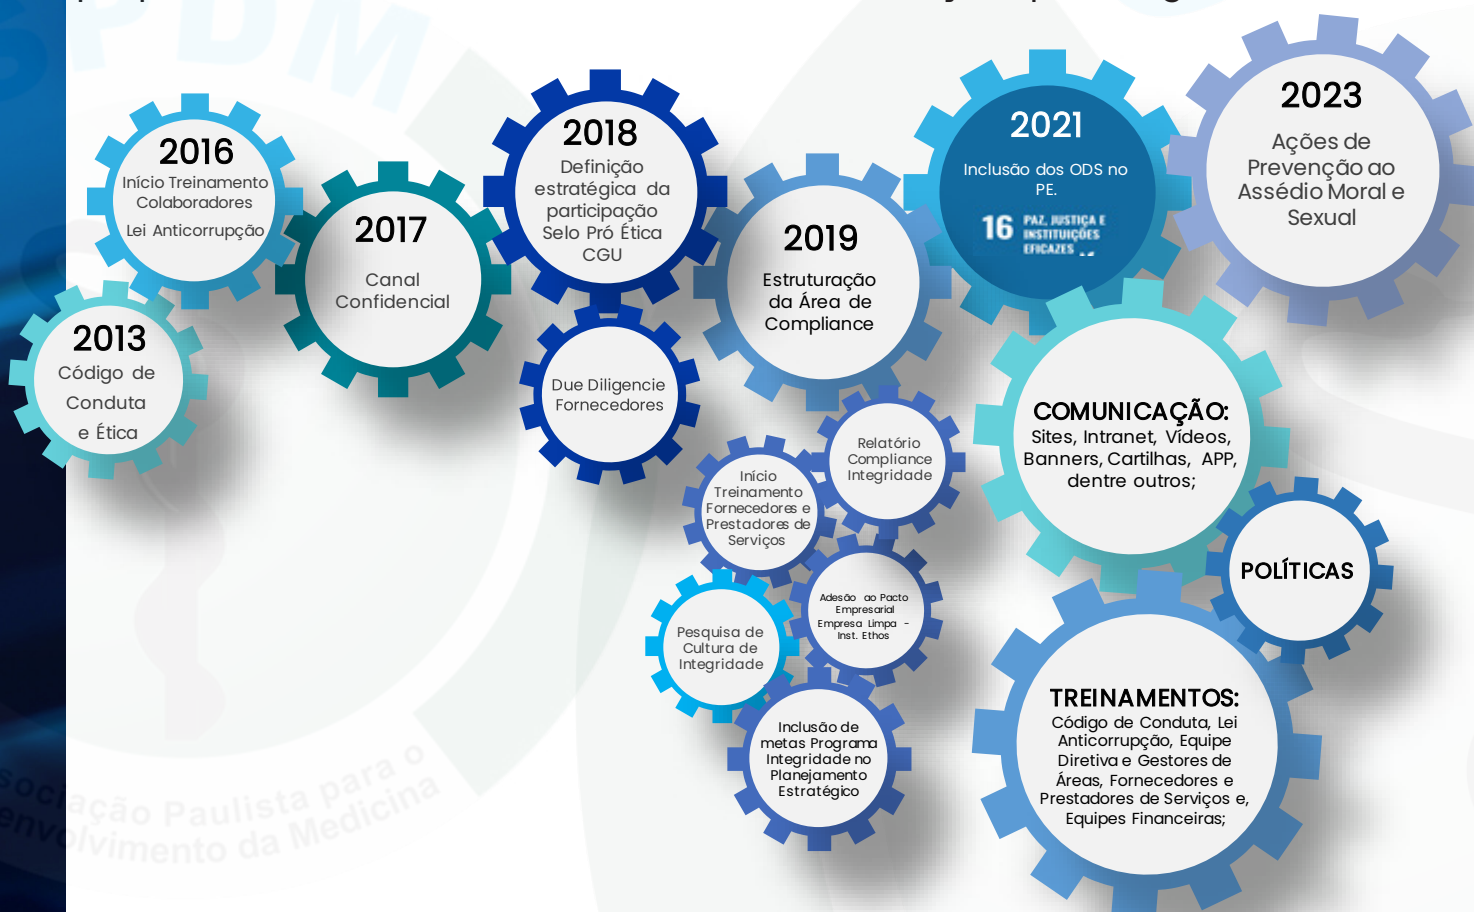 SPDM
2016
Início Treinamento
Colaboradores
Lei Anticorrupção
2013
Código de
Conduta
e Ética
2017
Canal
Confidencial
2018
Definição
estratégica da
participação
Selo Pró Ética
CGU
Due Diligencie
Fornecedores
2019
Estruturação
da Área de
Compliance
Relatório
Compliance
Integridade
Início
Treinamento
Fornecedores e
Prestadores de
Serviços
Adesão ao Pacto
Empresarial
Empresa Limpa -
Inst. Ethos
Pesquisa de
Cultura de
Integridade
Inclusão de
metas Programa
Integridade no
Planejamento
Estratégico
2021
Inclusão dos ODS no
PE.
16 PAZ, JUSTIÇA E
INSTITUIÇÕES
EFICAZES
2023
Ações de
Prevenção ao
Assédio Moral e
Sexual
COMUNICAÇÃO:
Sites, Intranet, Vídeos,
Banners, Cartilhas, APP,
dentre outros;
POLÍTICAS
TREINAMENTOS:
Código de Conduta, Lei
Anticorrupção, Equipe
Diretiva e Gestores de
Áreas, Fornecedores e
Prestadores de Serviços e,
Equipes Financeiras;
sociação Paulista para o
envolvimento da Medicina